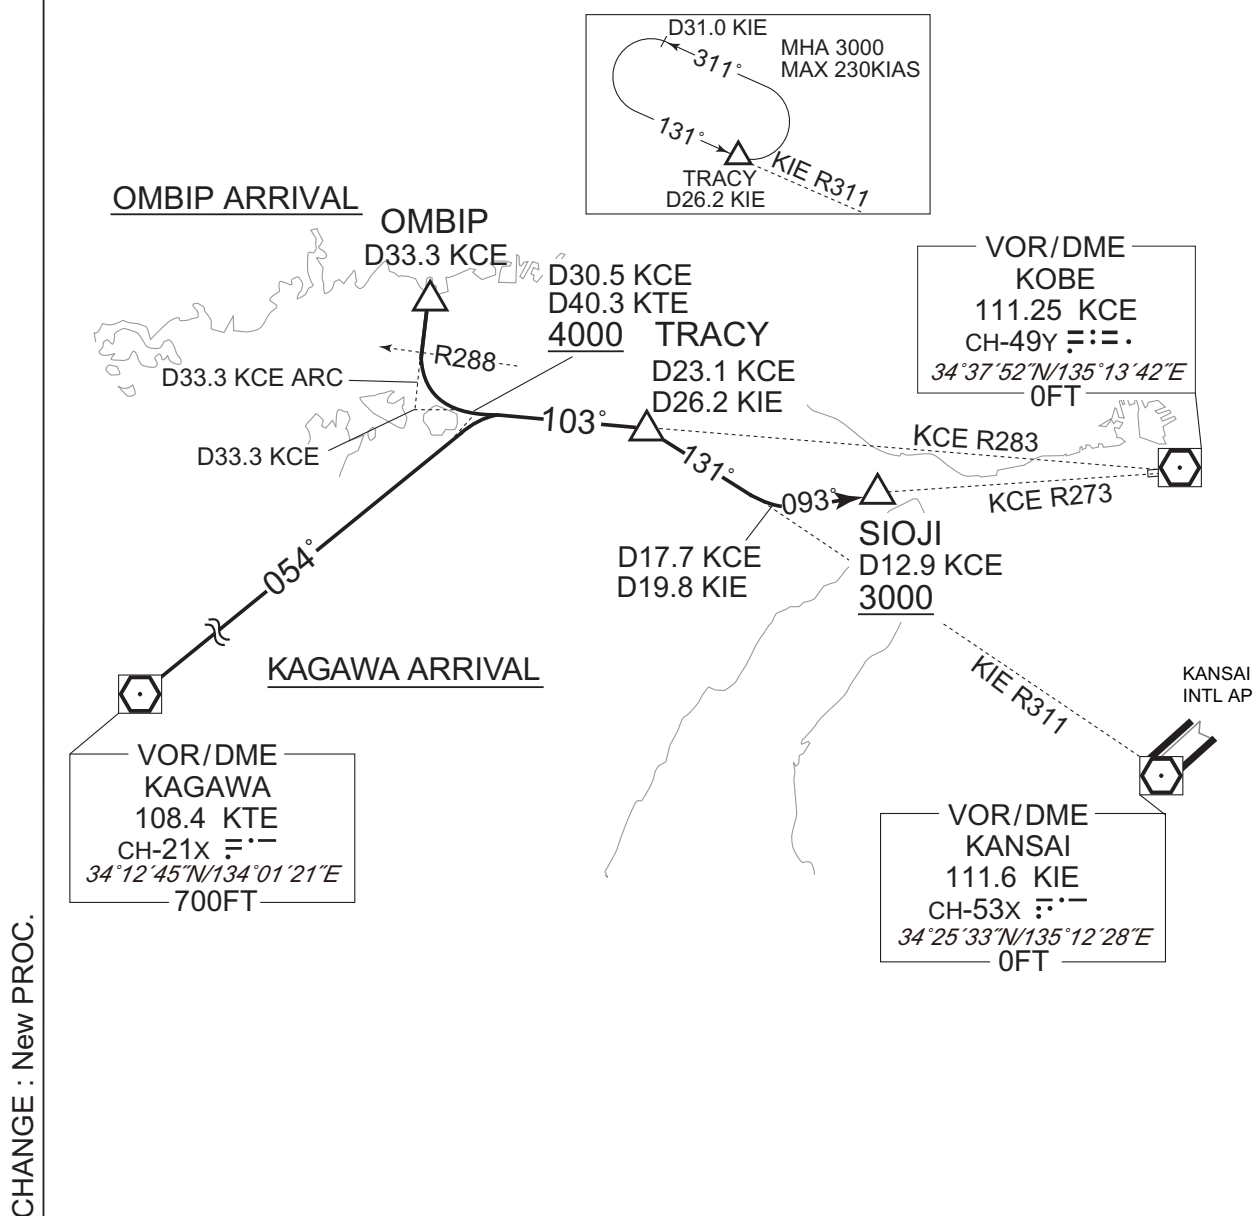 D31.0 KIE
MHA 3000
MAX 230KIAS
311°
131°
TRACY
D26.2 KIE
KIE R311
OMBIP ARRIVAL
OMBIP
D33.3 KCE
D30.5 KCE
D40.3 KTE
4000
TRACY
D23.1 KCE
D26.2 KIE
R288
D33.3 KCE ARC
D33.3 KCE
103°
131°
093°
KCE R283
KCE R273
VOR/DME
KOBE
111.25 KCE
CH-49Y
34°37´52˝N/135°13´42˝E
0FT
D17.7 KCE
D19.8 KIE
SIOJI
D12.9 KCE
3000
054°
KAGAWA ARRIVAL
KIE R311
KANSAI
INTL AP
VOR/DME
KAGAWA
108.4 KTE
CH-21X
34°12´45˝N/134°01´21˝E
700FT
VOR/DME
KANSAI
111.6 KIE
CH-53X
34°25´33˝N/135°12´28˝E
0FT
CHANGE : New PROC.